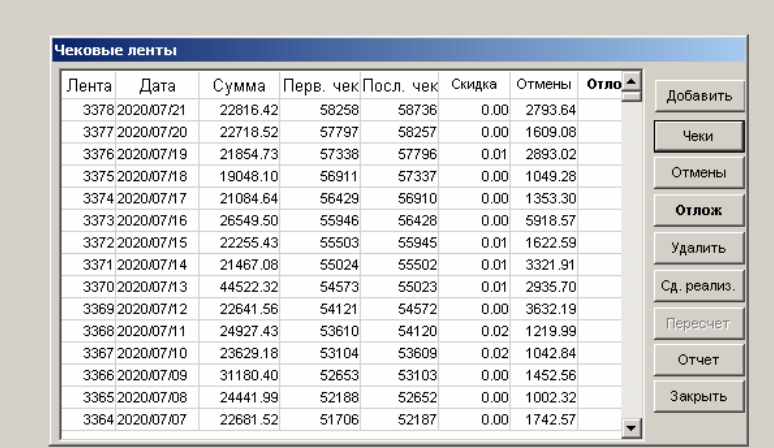 Чековые ленты
Лента Дата Сумма Перв. чек Посл. чек Скидка Отмены Отло
3378 2020/07/21 22816.42 58258 58736 0.00 2793.64
3377 2020/07/20 22718.52 57797 58257 0.00 1609.08
3376 2020/07/19 21854.73 57338 57796 0.01 2893.02
3375 2020/07/18 19048.10 56911 57337 0.00 1049.28
3374 2020/07/17 21084.64 56429 56910 0.00 1353.30
3373 2020/07/16 26549.50 55946 56428 0.00 5918.57
3372 2020/07/15 22255.43 55503 55945 0.01 1622.59
3371 2020/07/14 21467.08 55024 55502 0.01 3321.91
3370 2020/07/13 44522.32 54573 55023 0.01 2935.70
3369 2020/07/12 22641.56 54121 54572 0.00 3632.19
3368 2020/07/11 24927.43 53610 54120 0.02 1219.99
3367 2020/07/10 23629.18 53104 53609 0.02 1042.84
3366 2020/07/09 31180.40 52653 53103 0.00 1452.56
3365 2020/07/08 24441.99 52188 52652 0.00 1002.32
3364 2020/07/07 22681.52 51706 52187 0.00 1742.57
Добавить
Чеки
Отмены
Отлож
Удалить
Сд. реализ.
Пересчет
Отчет
Закрыть